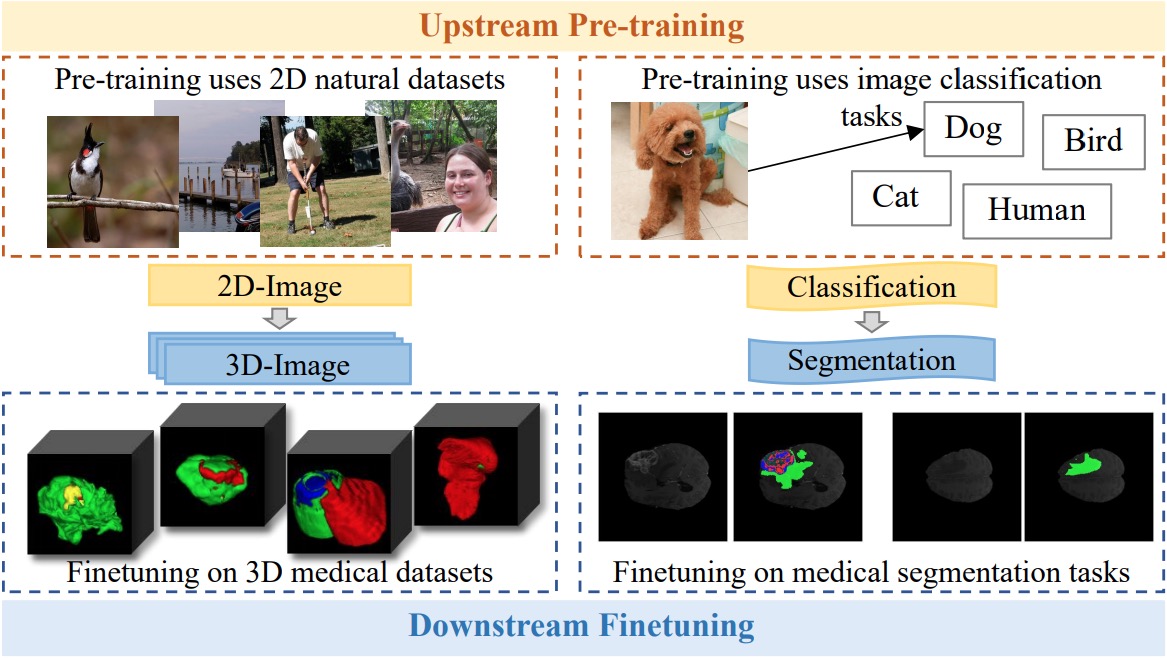 Upstream Pre-training
Pre-training uses 2D natural datasets
Pre-training uses image classification
tasks
Dog
Bird
Cat
Human
2D-Image
3D-Image
Classification
Segmentation
Finetuning on 3D medical datasets
Finetuning on medical segmentation tasks
Downstream Finetuning